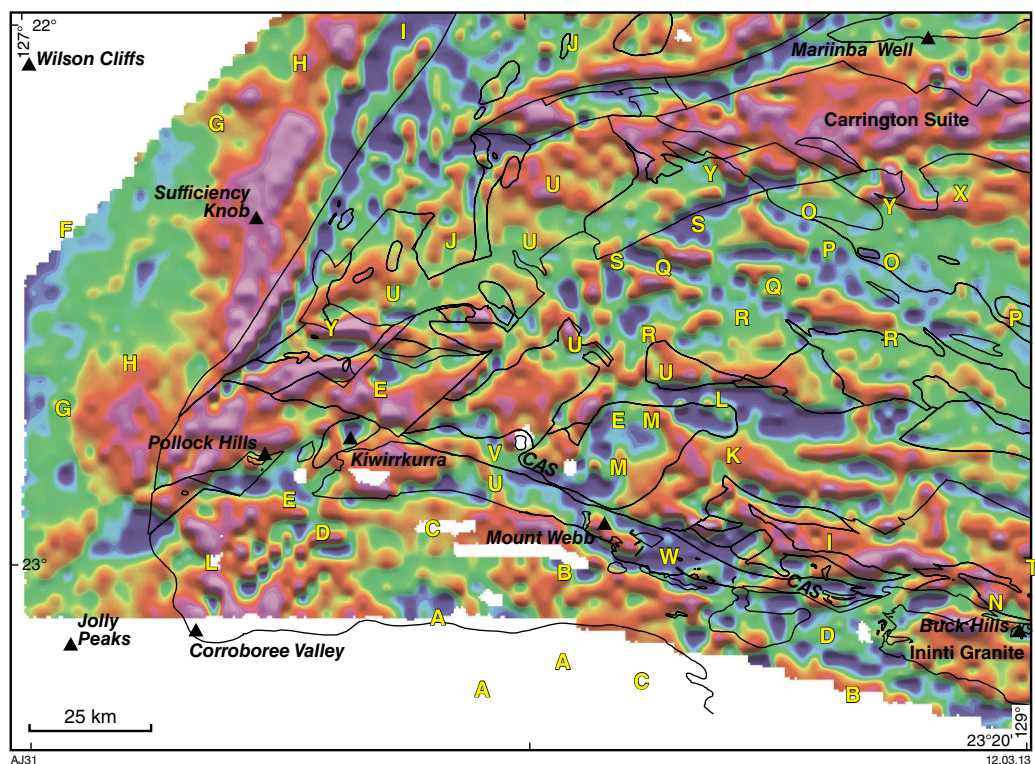 22°
127°
Wilson Cliffs
I
J
Mariinba Well
H
G
Carrington Suite
Sufficiency
Knob
U
Y
X
Y
O
F
S
J
U
P
O
S
Q
U
Q
Y
R
P
R
U
R
H
U
E
L
G
E
M
Pollock Hills
Kiwirrkurra
V
CAS
M
K
U
E
D
C
Mount Webb
I
W
L
23°
B
T
CAS
N
A
Jolly
Peaks
Buck Hills
D
Corroboree Valley
Ininti Granite
A
C
A
B
25 km
129°
23°20'
AJ31
12.03.13